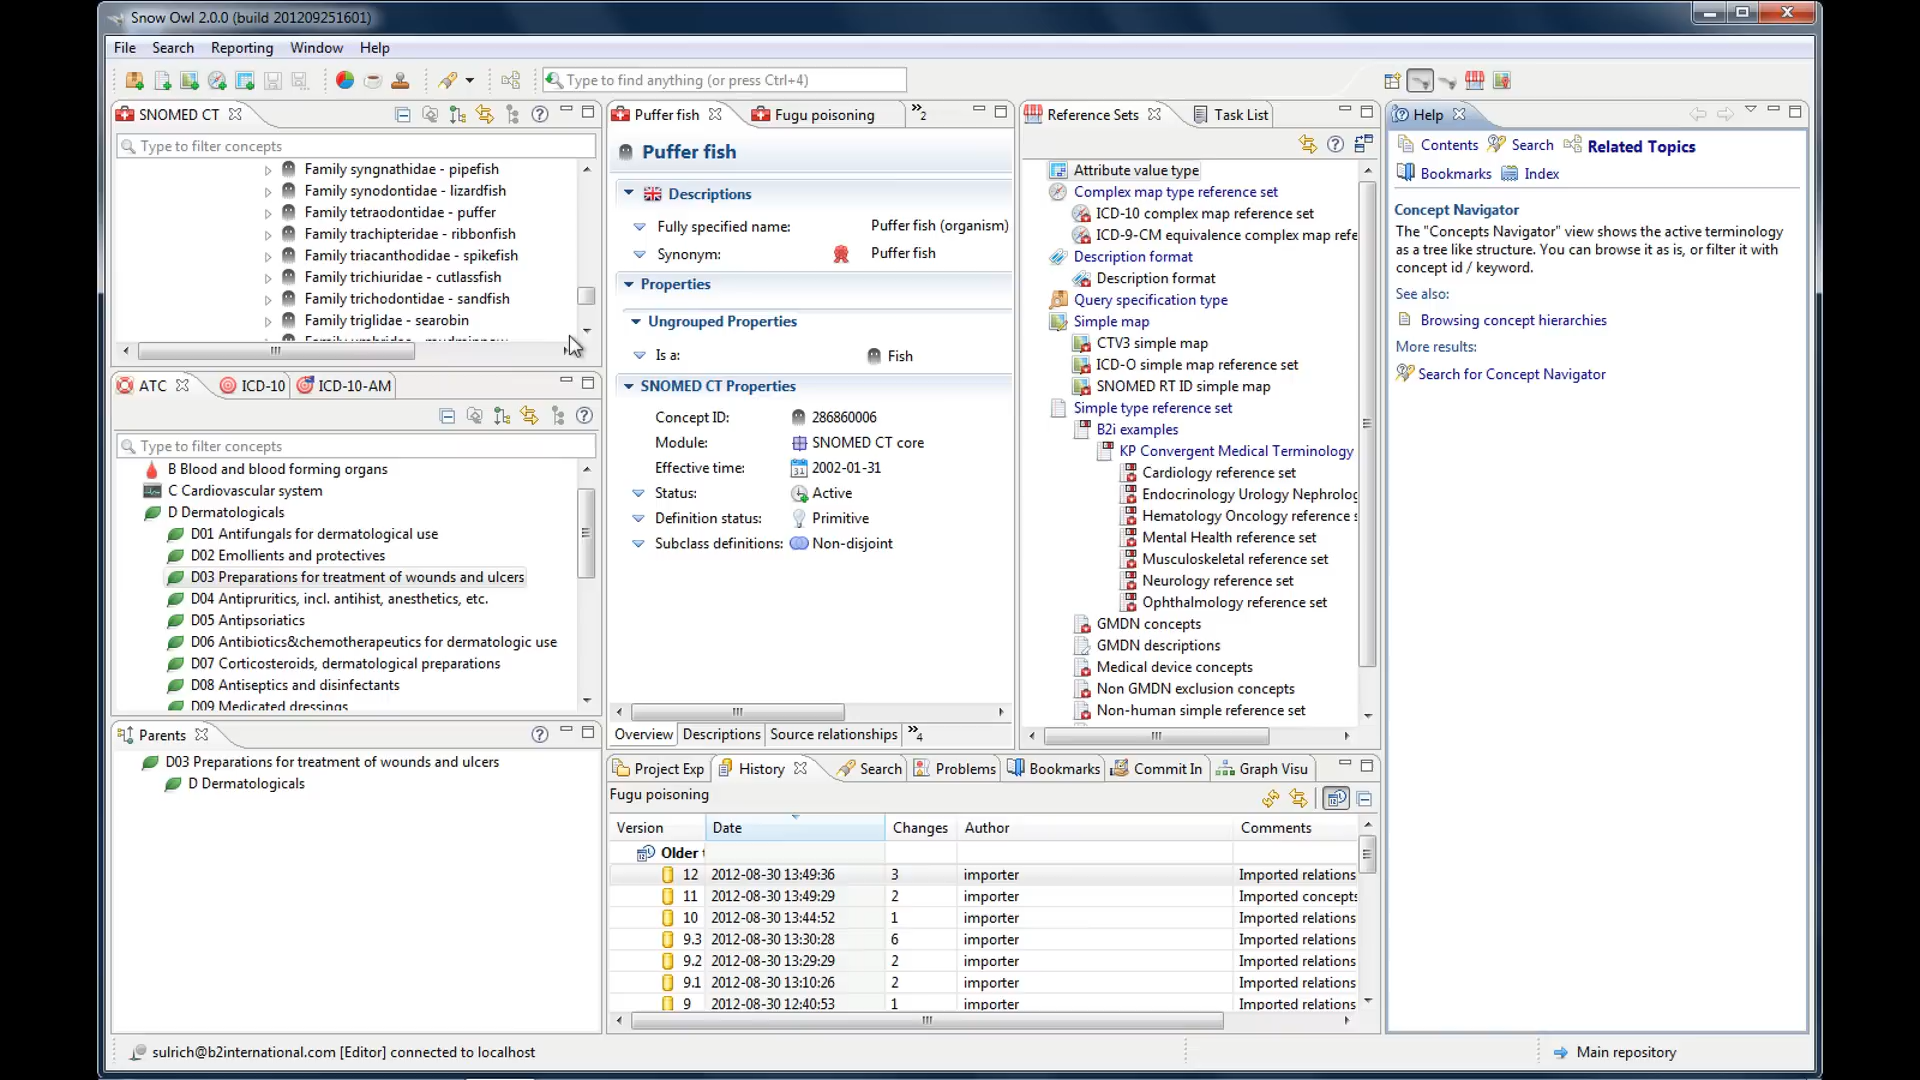 Snow Owl 2.0.0 (build 201209251601)
File Search Reporting Window Help
Type to find anything (or press Ctrl+4)
SNOMED CT
Type to filter concepts
Family syngnathidae - pipefish
Family synodontidae - lizardfish
Family tetraodontidae - puffer
Family trachipteridae - ribbonfish
Family triacanthodidae - spikefish
Family trichiuridae - cutlassfish
Family trichodontidae - sandfish
Family triglidae - searobin
ATC ICD-10 ICD-10-AM
Type to filter concepts
B Blood and blood forming organs
C Cardiovascular system
D Dermatologicals
D01 Antifungals for dermatological use
D02 Emollients and protectives
D03 Preparations for treatment of wounds and ulcers
D04 Antipruritics, incl. antihist, anesthetics, etc.
D05 Antipsoriatics
D06 Antibiotics&chemotherapeutics for dermatologic use
D07 Corticosteroids, dermatological preparations
D08 Antiseptics and disinfectants
D09 Medicated dressings
Parents
D03 Preparations for treatment of wounds and ulcers
D Dermatologicals
Puffer fish Fugu poisoning »2
Puffer fish
Descriptions
Fully specified name: Puffer fish (organism)
Synonym: Puffer fish
Properties
Ungrouped Properties
Is a: Fish
SNOMED CT Properties
Concept ID: 286860006
Module: SNOMED CT core
Effective time: 31 2002-01-31
Status: Active
Definition status: Primitive
Subclass definitions: Non-disjoint
Overview Descriptions Source relationships »4
Reference Sets Task List
Attribute value type
Complex map type reference set
ICD-10 complex map reference set
ICD-9-CM equivalence complex map refe
Description format
Description format
Query specification type
Simple map
CTV3 simple map
ICD-O simple map reference set
SNOMED RT ID simple map
Simple type reference set
B2i examples
KP Convergent Medical Terminology
Cardiology reference set
Endocrinology Urology Nephrolog
Hematology Oncology reference s
Mental Health reference set
Musculoskeletal reference set
Neurology reference set
Ophthalmology reference set
GMDN concepts
GMDN descriptions
Medical device concepts
Non GMDN exclusion concepts
Non-human simple reference set
Project Exp History Search Problems Bookmarks Commit In Graph Visu
Fugu poisoning
Version Date Changes Author Comments
Older t
12 2012-08-30 13:49:36 3 importer Imported relations
11 2012-08-30 13:49:29 2 importer Imported concepts
10 2012-08-30 13:44:52 1 importer Imported relations
9.3 2012-08-30 13:30:28 6 importer Imported relations
9.2 2012-08-30 13:29:29 2 importer Imported relations
9.1 2012-08-30 13:10:26 2 importer Imported relations
9 2012-08-30 12:40:53 1 importer Imported relations
Help
Contents Search Related Topics
Bookmarks Index
Concept Navigator
The "Concepts Navigator" view shows the active terminology
as a tree like structure. You can browse it as is, or filter it with
concept id / keyword.
See also:
Browsing concept hierarchies
More results:
Search for Concept Navigator
sulrich@b2international.com [Editor] connected to localhost
Main repository